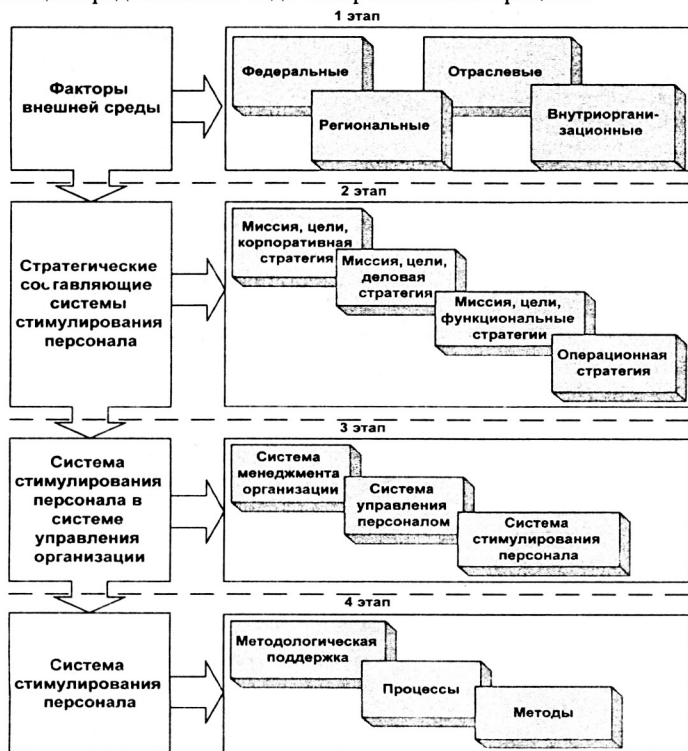 1 этап
Факторы
внешней среды
Федеральные
Отраслевые
Региональные
Внутриоргани-
зационные
2 этап
Стратегические
составляющие
системы
стимулирования
персонала
Миссия, цели,
корпоративная
стратегия
Миссия, цели,
деловая
стратегия
Миссия, цели,
функциональные
стратегии
Операционная
стратегия
3 этап
Система
стимулирования
персонала в
системе
управления
организации
Система
менеджмента
организации
Система
управления
персоналом
Система
стимулирования
персонала
4 этап
Система
стимулирования
персонала
Методологическая
поддержка
Процессы
Методы